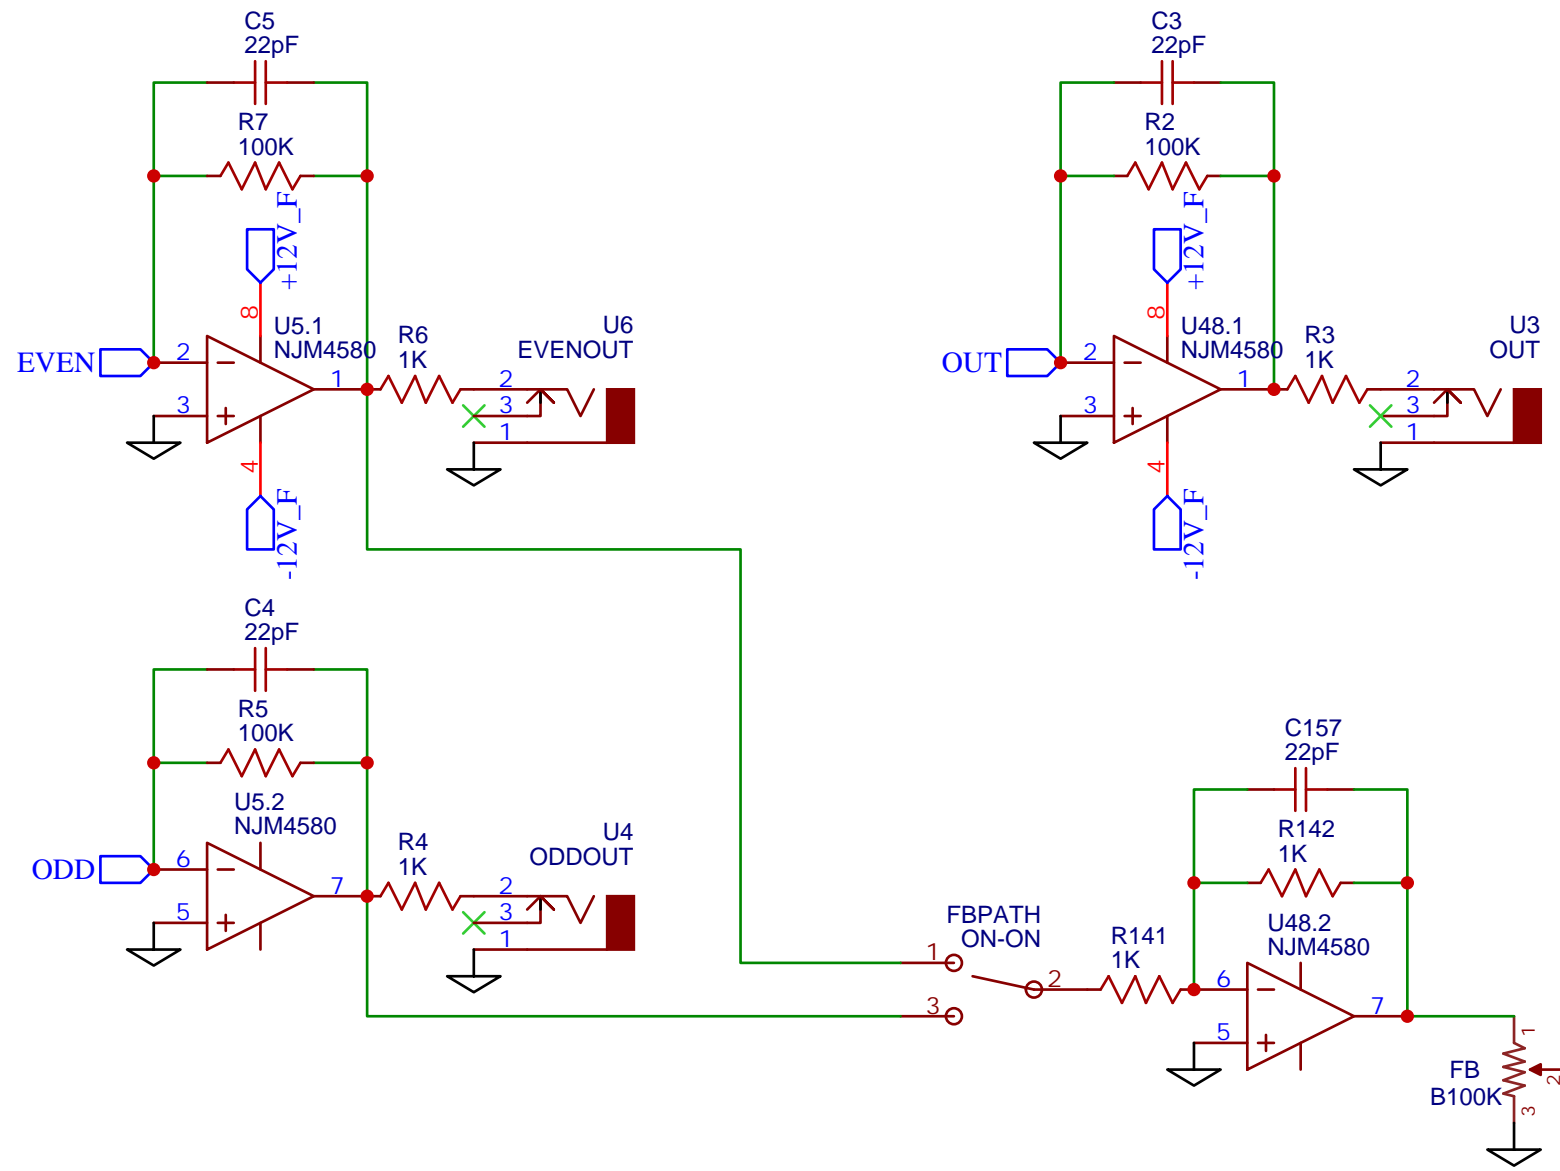 C5
22pF
R7
100K
+12V_F
8
U5.1
NJM4580
EVEN
2
3
1
4
-12V_F
R6
1K
U6
EVENOUT
2
3
1
C3
22pF
R2
100K
+12V_F
8
U48.1
NJM4580
OUT
2
3
1
4
-12V_F
R3
1K
U3
OUT
2
3
1
C4
22pF
R5
100K
U5.2
NJM4580
ODD
6
5
7
R4
1K
U4
ODDOUT
2
3
1
FBPATH
ON-ON
1
2
3
R141
1K
C157
22pF
R142
1K
U48.2
NJM4580
6
5
7
FB
B100K
1
2
3